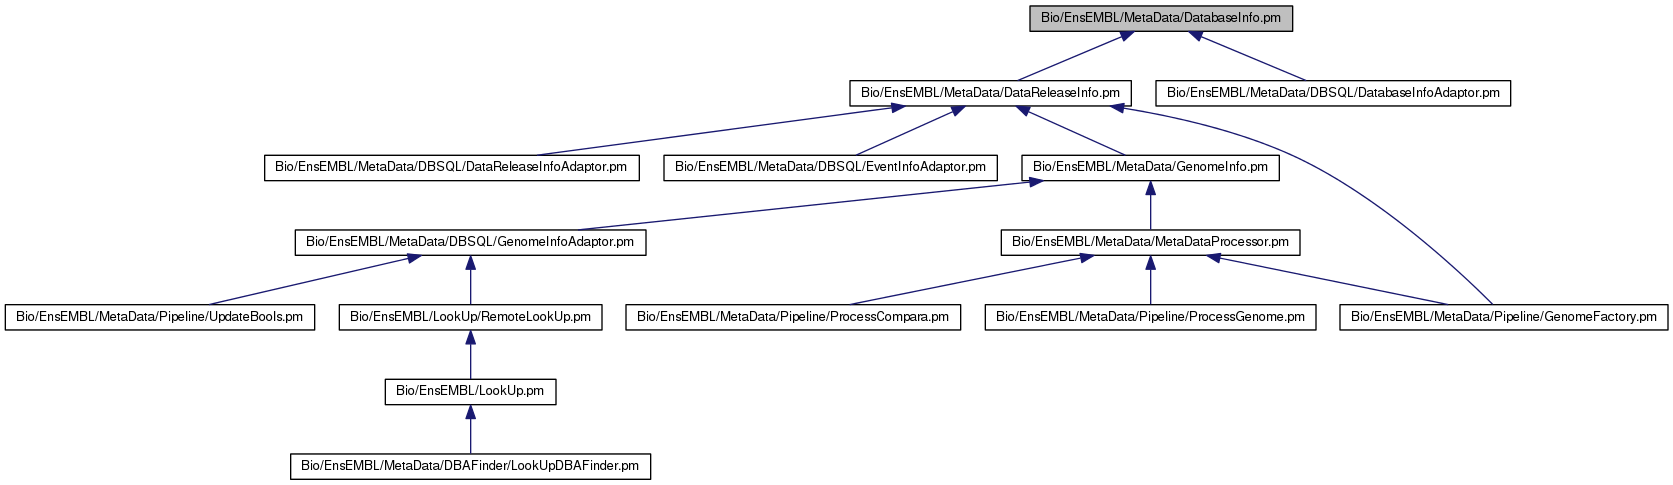 Bio/EnsEMBL/MetaData/DatabaseInfo.pm
Bio/EnsEMBL/MetaData/DataReleaseInfo.pm
Bio/EnsEMBL/MetaData/DBSQL/DatabaseInfoAdaptor.pm
Bio/EnsEMBL/MetaData/DBSQL/DataReleaseInfoAdaptor.pm
Bio/EnsEMBL/MetaData/DBSQL/EventInfoAdaptor.pm
Bio/EnsEMBL/MetaData/GenomeInfo.pm
Bio/EnsEMBL/MetaData/DBSQL/GenomeInfoAdaptor.pm
Bio/EnsEMBL/MetaData/MetaDataProcessor.pm
Bio/EnsEMBL/MetaData/Pipeline/UpdateBools.pm
Bio/EnsEMBL/LookUp/RemoteLookUp.pm
Bio/EnsEMBL/MetaData/Pipeline/ProcessCompara.pm
Bio/EnsEMBL/MetaData/Pipeline/ProcessGenome.pm
Bio/EnsEMBL/MetaData/Pipeline/GenomeFactory.pm
Bio/EnsEMBL/LookUp.pm
Bio/EnsEMBL/MetaData/DBAFinder/LookUpDBAFinder.pm